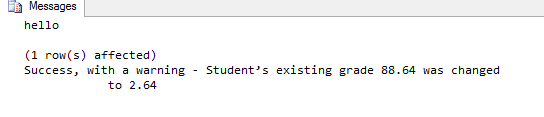 Messages
hello
(1 row(s) affected)
Success, with a warning - Student’s existing grade 88.64 was changed
to 2.64